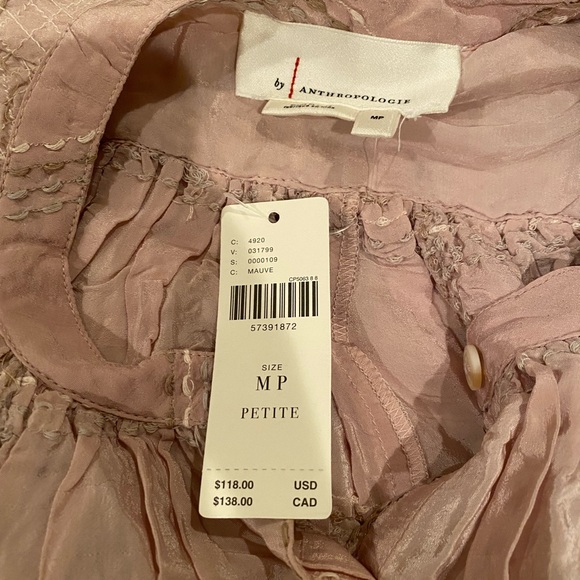 by ANTHROPOLOGIE
MP
C: 4920
V: 031799
S: 0000109
C: MAUVE
CP5063 8 8
57391872
SIZE
MP
PETITE
$118.00 USD
$138.00 CAD